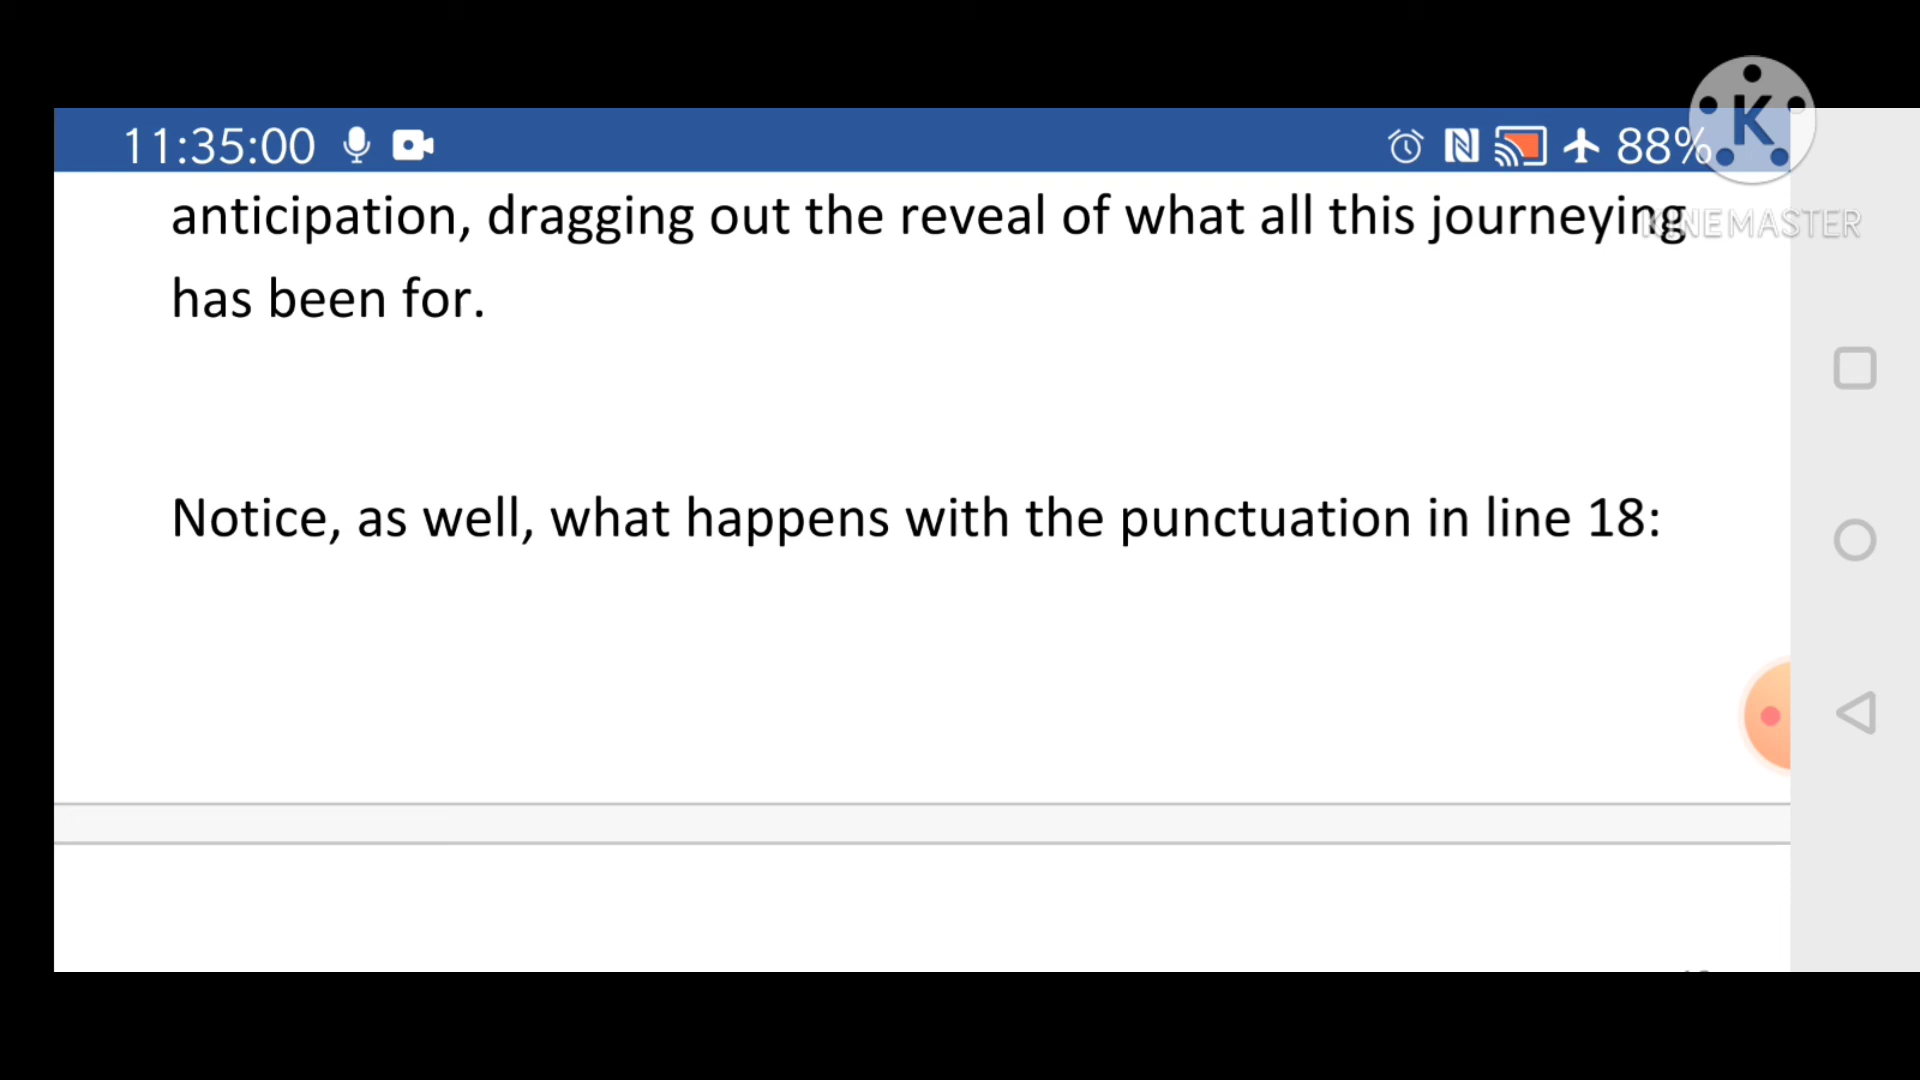 11:35:00
88%
K
KINEMASTER
anticipation, dragging out the reveal of what all this journeying
has been for.
Notice, as well, what happens with the punctuation in line 18: